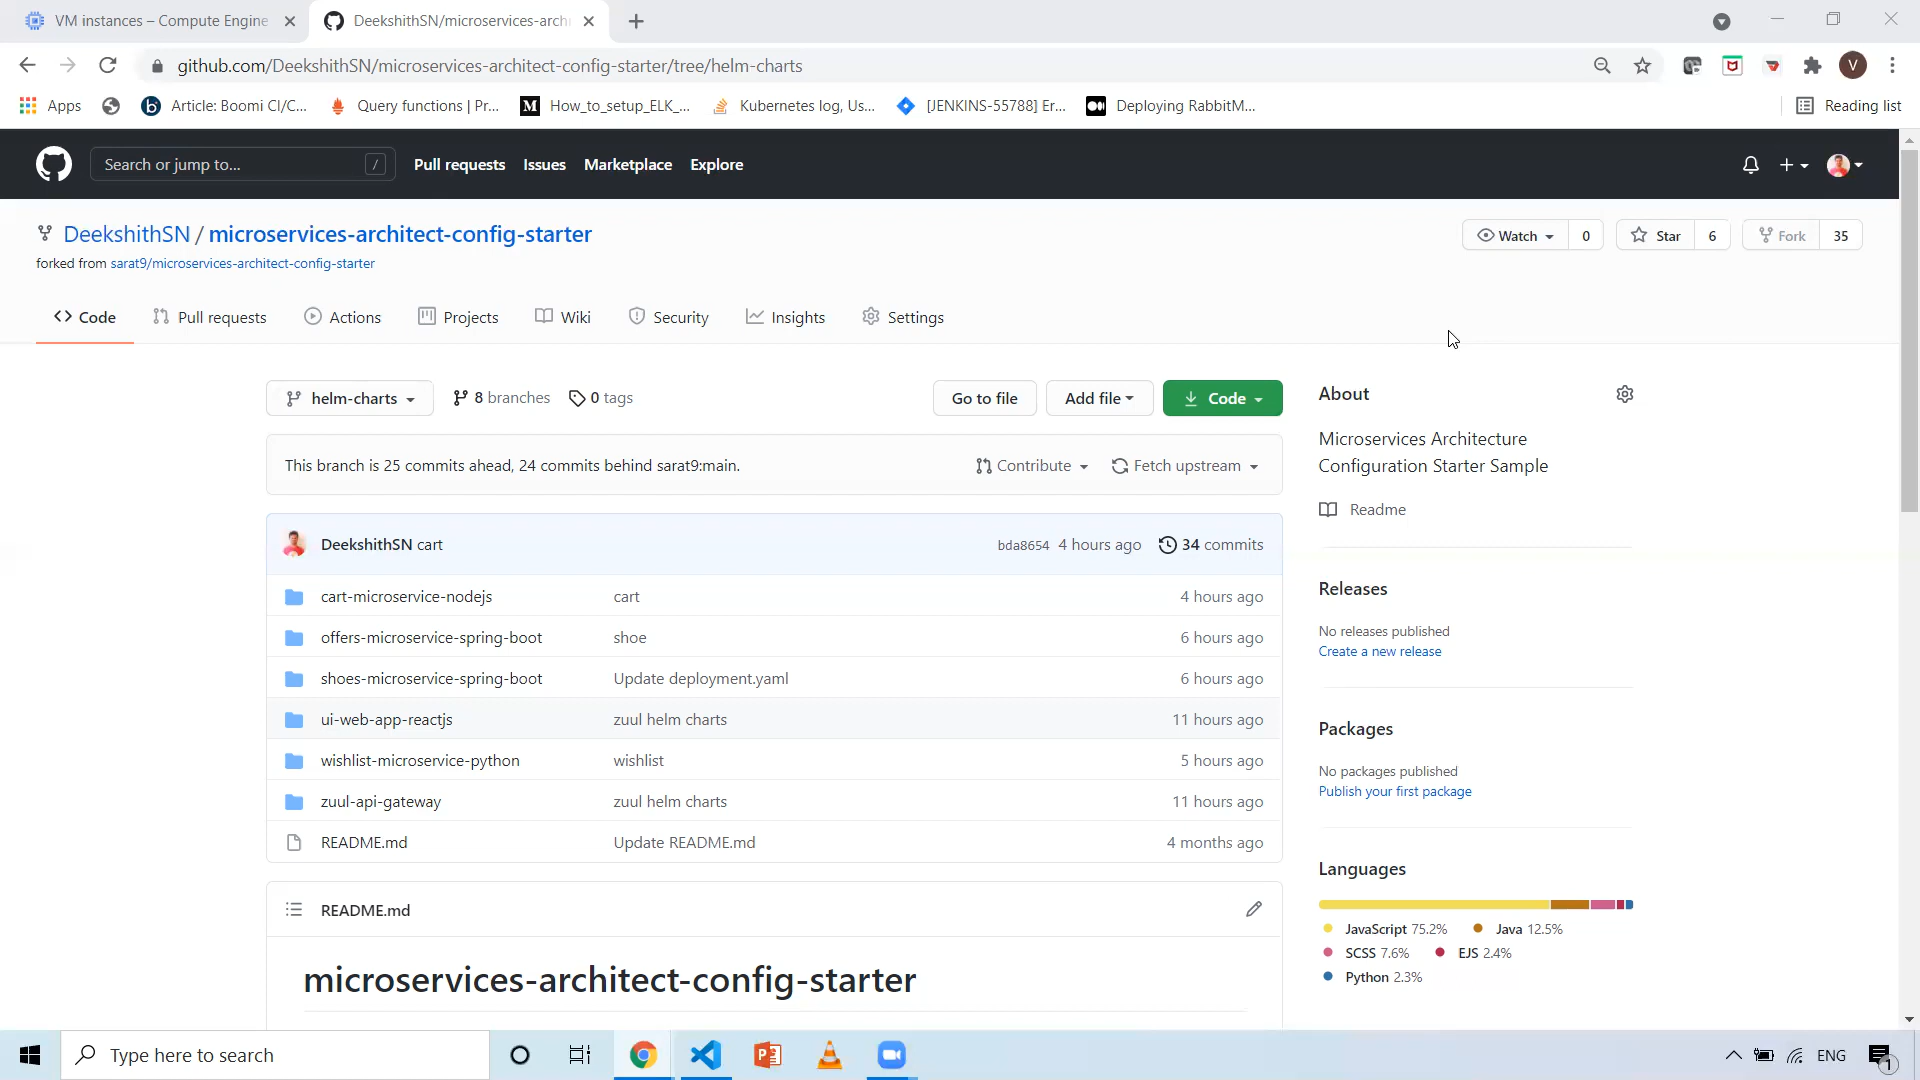 VM instances – Compute Engine
DeekshithSN/microservices-arch
github.com/DeekshithSN/microservices-architect-config-starter/tree/helm-charts
V
Apps
Article: Boomi CI/C...
Query functions | Pr...
How_to_setup_ELK_...
Kubernetes log, Us...
[JENKINS-55788] Er...
Deploying RabbitM...
Reading list
Search or jump to...
/
Pull requests
Issues
Marketplace
Explore
DeekshithSN / microservices-architect-config-starter
Watch
0
Star
6
Fork
35
forked from sarat9/microservices-architect-config-starter
Code
Pull requests
Actions
Projects
Wiki
Security
Insights
Settings
helm-charts
8 branches
0 tags
Go to file
Add file
Code
This branch is 25 commits ahead, 24 commits behind sarat9:main.
Contribute
Fetch upstream
DeekshithSN cart
bda8654 4 hours ago
34 commits
cart-microservice-nodejs
cart
4 hours ago
offers-microservice-spring-boot
shoe
6 hours ago
shoes-microservice-spring-boot
Update deployment.yaml
6 hours ago
ui-web-app-reactjs
zuul helm charts
11 hours ago
wishlist-microservice-python
wishlist
5 hours ago
zuul-api-gateway
zuul helm charts
11 hours ago
README.md
Update README.md
4 months ago
README.md
microservices-architect-config-starter
About
Microservices Architecture
Configuration Starter Sample
Readme
Releases
No releases published
Create a new release
Packages
No packages published
Publish your first package
Languages
JavaScript 75.2%
Java 12.5%
SCSS 7.6%
EJS 2.4%
Python 2.3%
Type here to search
ENG
1